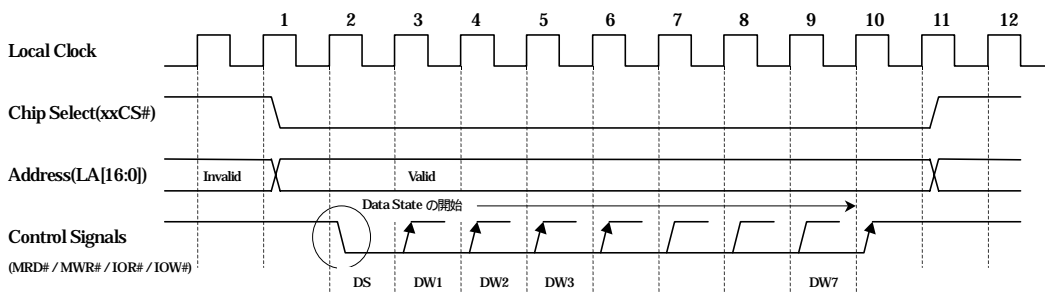 1 2 3 4 5 6 7 8 9 10 11 12
Local Clock
Chip Select(xxCS#)
Address(LA[16:0])
Invalid
Valid
Data State の開始
Control Signals
(MRD# / MWR# / IOR# / IOW#)
DS DW1 DW2 DW3 DW7